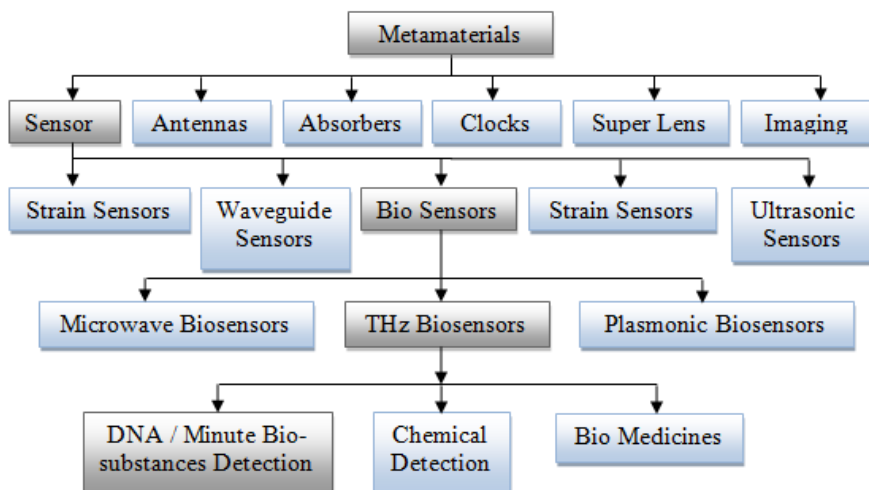 Metamaterials
Sensor
Antennas
Absorbers
Clocks
Super Lens
Imaging
Strain Sensors
Waveguide
Sensors
Bio Sensors
Strain Sensors
Ultrasonic
Sensors
Microwave Biosensors
THz Biosensors
Plasmonic Biosensors
DNA / Minute Bio-
substances Detection
Chemical
Detection
Bio Medicines